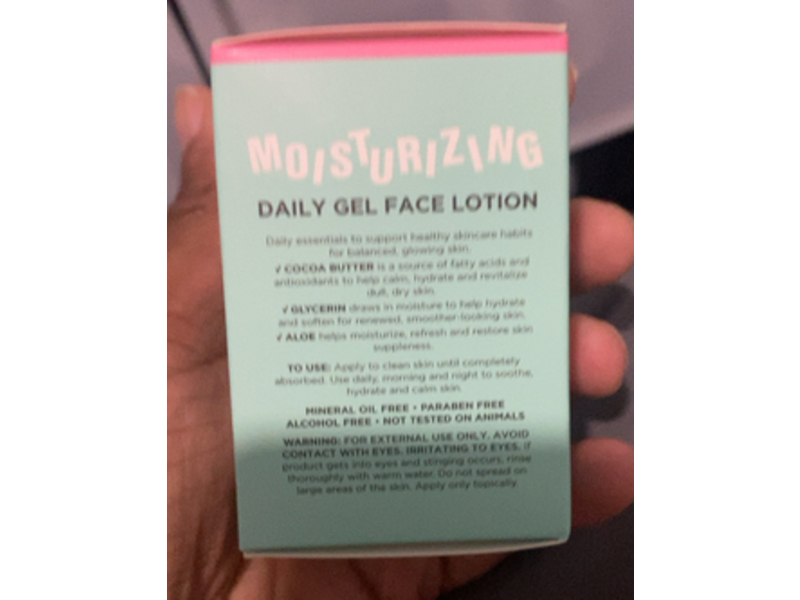 MOISTURIZING
DAILY GEL FACE LOTION
Daily essentials to support healthy skincare habits
for balanced, glowing skin.
√ COCOA BUTTER is a source of fatty acids and
antioxidants to help calm, hydrate and revitalize
dull, dry skin.
√ GLYCERIN draws in moisture to help hydrate
and soften for renewed, smoother-looking skin.
√ ALOE helps moisturize, refresh and restore skin
suppleness.
TO USE: Apply to clean skin until completely
absorbed. Use daily, morning and night to soothe,
hydrate and calm skin.
MINERAL OIL FREE • PARABEN FREE
ALCOHOL FREE • NOT TESTED ON ANIMALS
WARNING: FOR EXTERNAL USE ONLY. AVOID
CONTACT WITH EYES. IRRITATING TO EYES. If
product gets into eyes and stinging occurs, rinse
thoroughly with warm water. Do not spread on
large areas of the skin. Apply only topically.